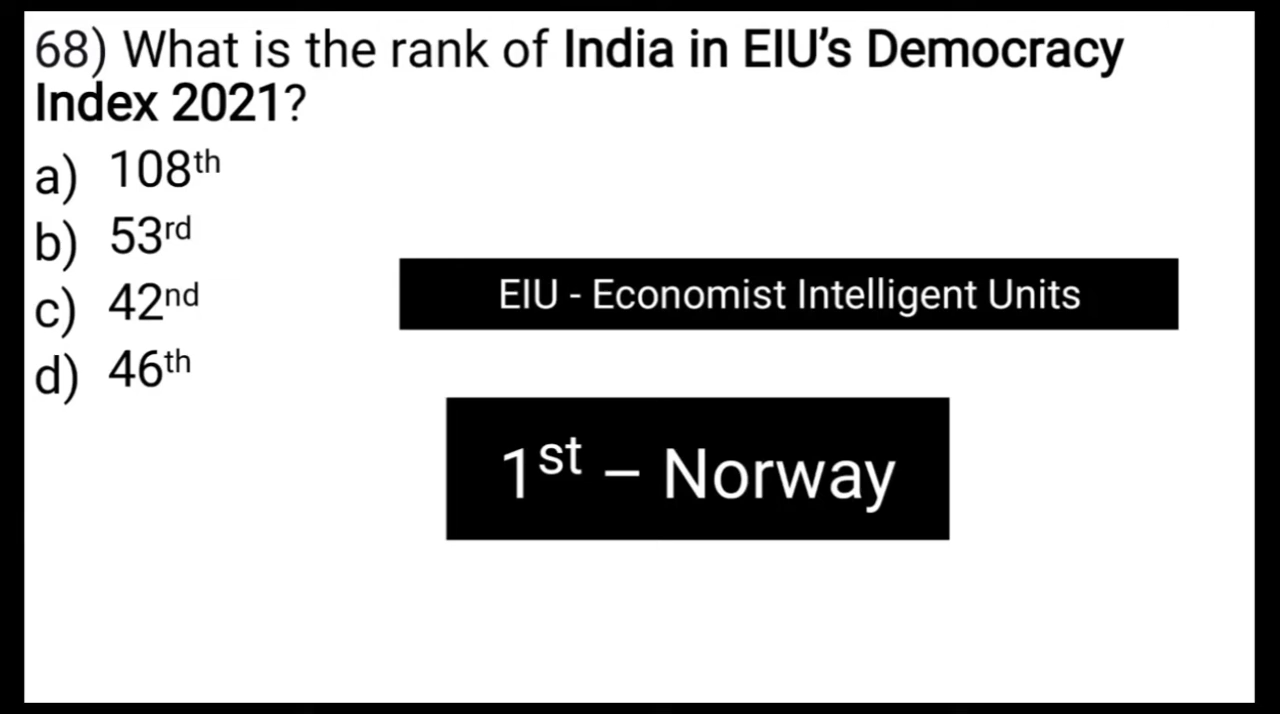 68) What is the rank of India in EIU's Democracy
Index 2021?
a) 108th
b) 53rd
c) 42nd
d) 46th
EIU - Economist Intelligent Units
1st – Norway